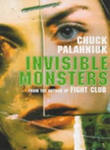 CHUCK
PALAHNIUK
INVISIBLE
MONSTERS
FROM THE AUTHOR OF FIGHT CLUB